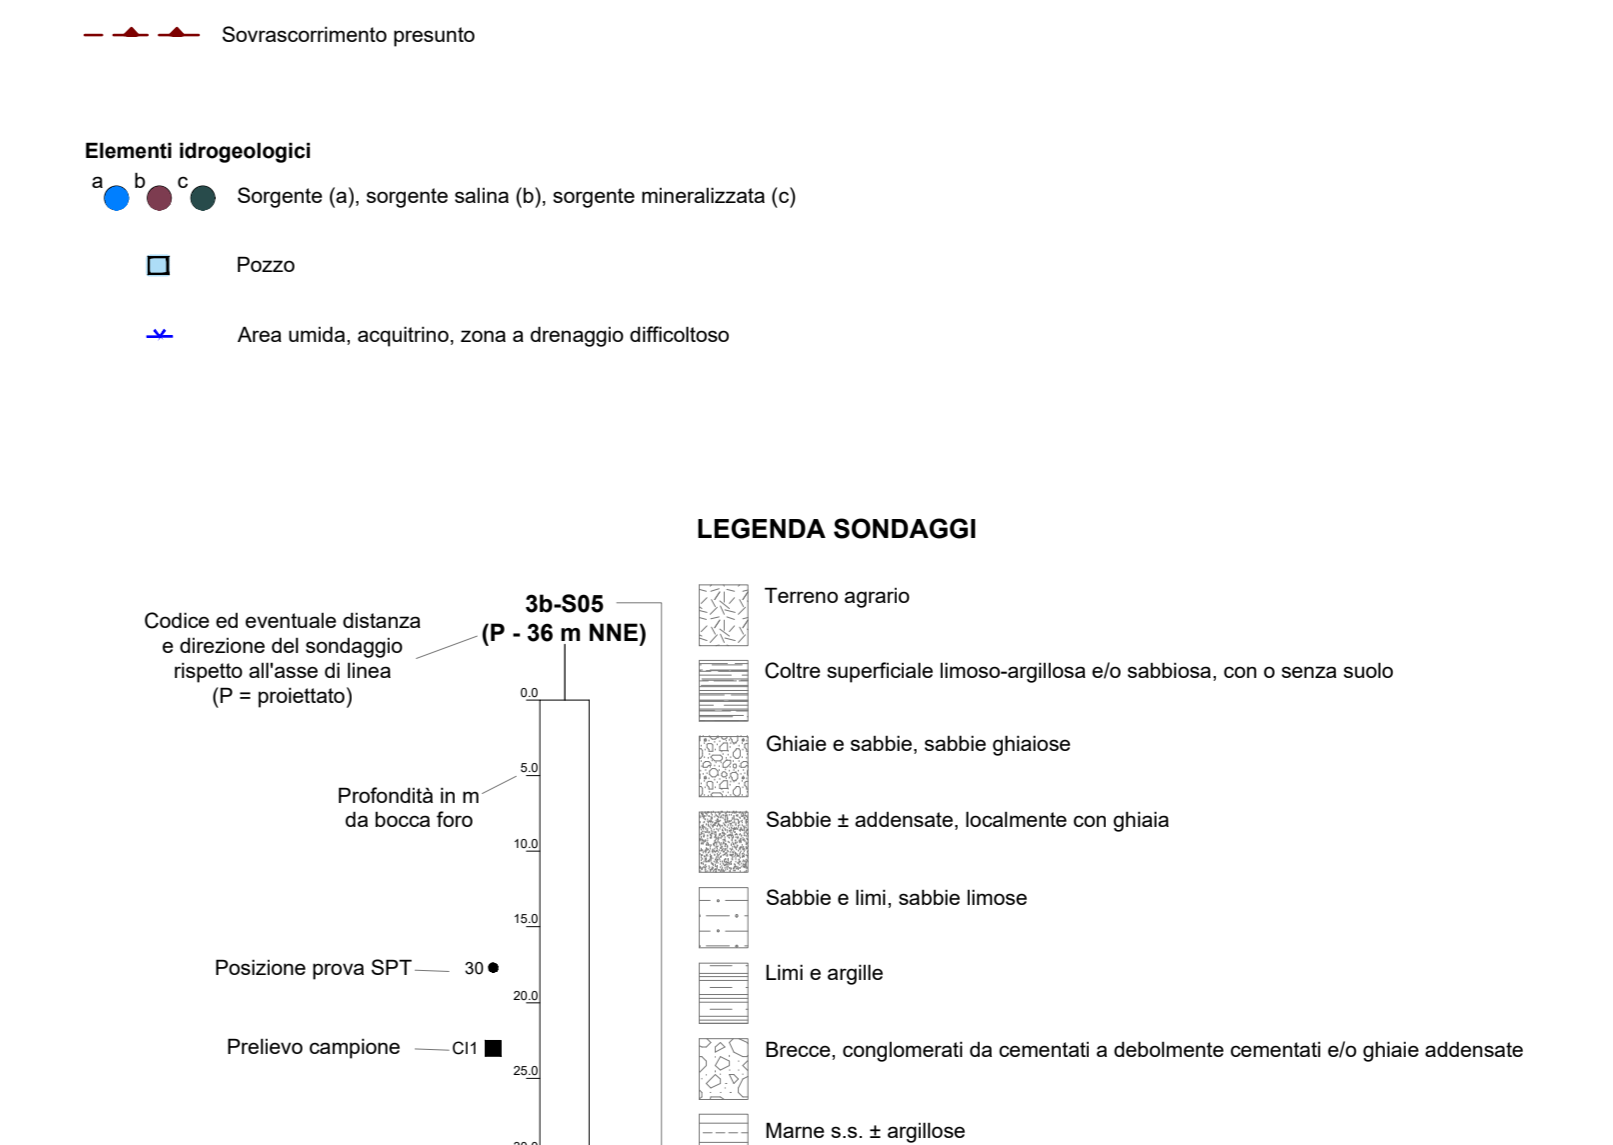 Sovrascorrimento presunto
Elementi idrogeologici
a b c
Sorgente (a), sorgente salina (b), sorgente mineralizzata (c)
Pozzo
Area umida, acquitrino, zona a drenaggio difficoltoso
LEGENDA SONDAGGI
3b-S05
(P - 36 m NNE)
Codice ed eventuale distanza
e direzione del sondaggio
rispetto all'asse di linea
(P = proiettato)
0.0
5.0
Profondità in m
da bocca foro
10.0
15.0
Posizione prova SPT
30
20.0
Prelievo campione
CI1
25.0
Terreno agrario
Coltre superficiale limoso-argillosa e/o sabbiosa, con o senza suolo
Ghiaie e sabbie, sabbie ghiaiose
Sabbie ± addensate, localmente con ghiaia
Sabbie e limi, sabbie limose
Limi e argille
Brecce, conglomerati da cementati a debolmente cementati e/o ghiaie addensate
Marne s.s. ± argillose